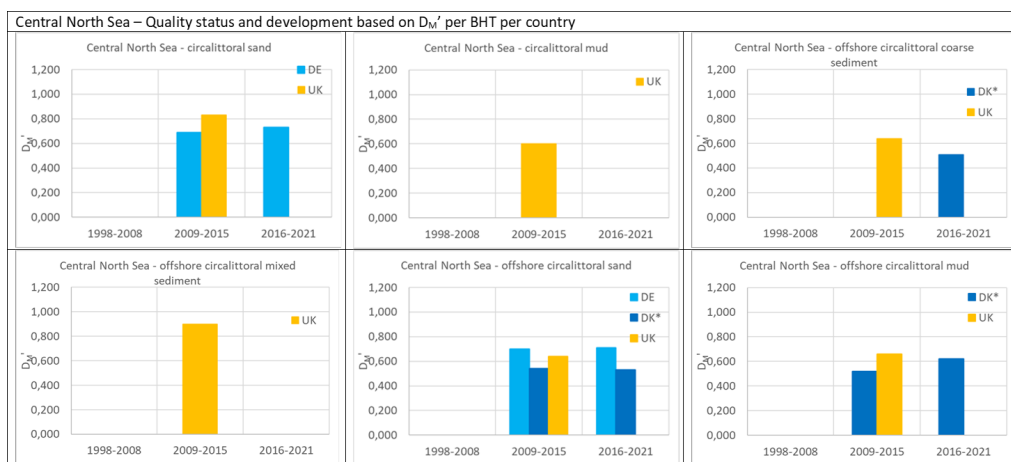 Central North Sea – Quality status and development based on DM’ per BHT per country
Central North Sea - circalittoral sand
1,200
1,000
0,800
0,600
0,400
0,200
0,000
DM'
DE
UK
1998-2008 2009-2015 2016-2021
Central North Sea - circalittoral mud
1,200
1,000
0,800
0,600
0,400
0,200
0,000
DM'
UK
1998-2008 2009-2015 2016-2021
Central North Sea - offshore circalittoral coarse
sediment
1,200
1,000
0,800
0,600
0,400
0,200
0,000
DM'
DK*
UK
1998-2008 2009-2015 2016-2021
Central North Sea - offshore circalittoral mixed
sediment
1,200
1,000
0,800
0,600
0,400
0,200
0,000
DM'
UK
1998-2008 2009-2015 2016-2021
Central North Sea - offshore circalittoral sand
1,200
1,000
0,800
0,600
0,400
0,200
0,000
DM'
DE
DK*
UK
1998-2008 2009-2015 2016-2021
Central North Sea - offshore circalittoral mud
1,200
1,000
0,800
0,600
0,400
0,200
0,000
DM'
DK*
UK
1998-2008 2009-2015 2016-2021